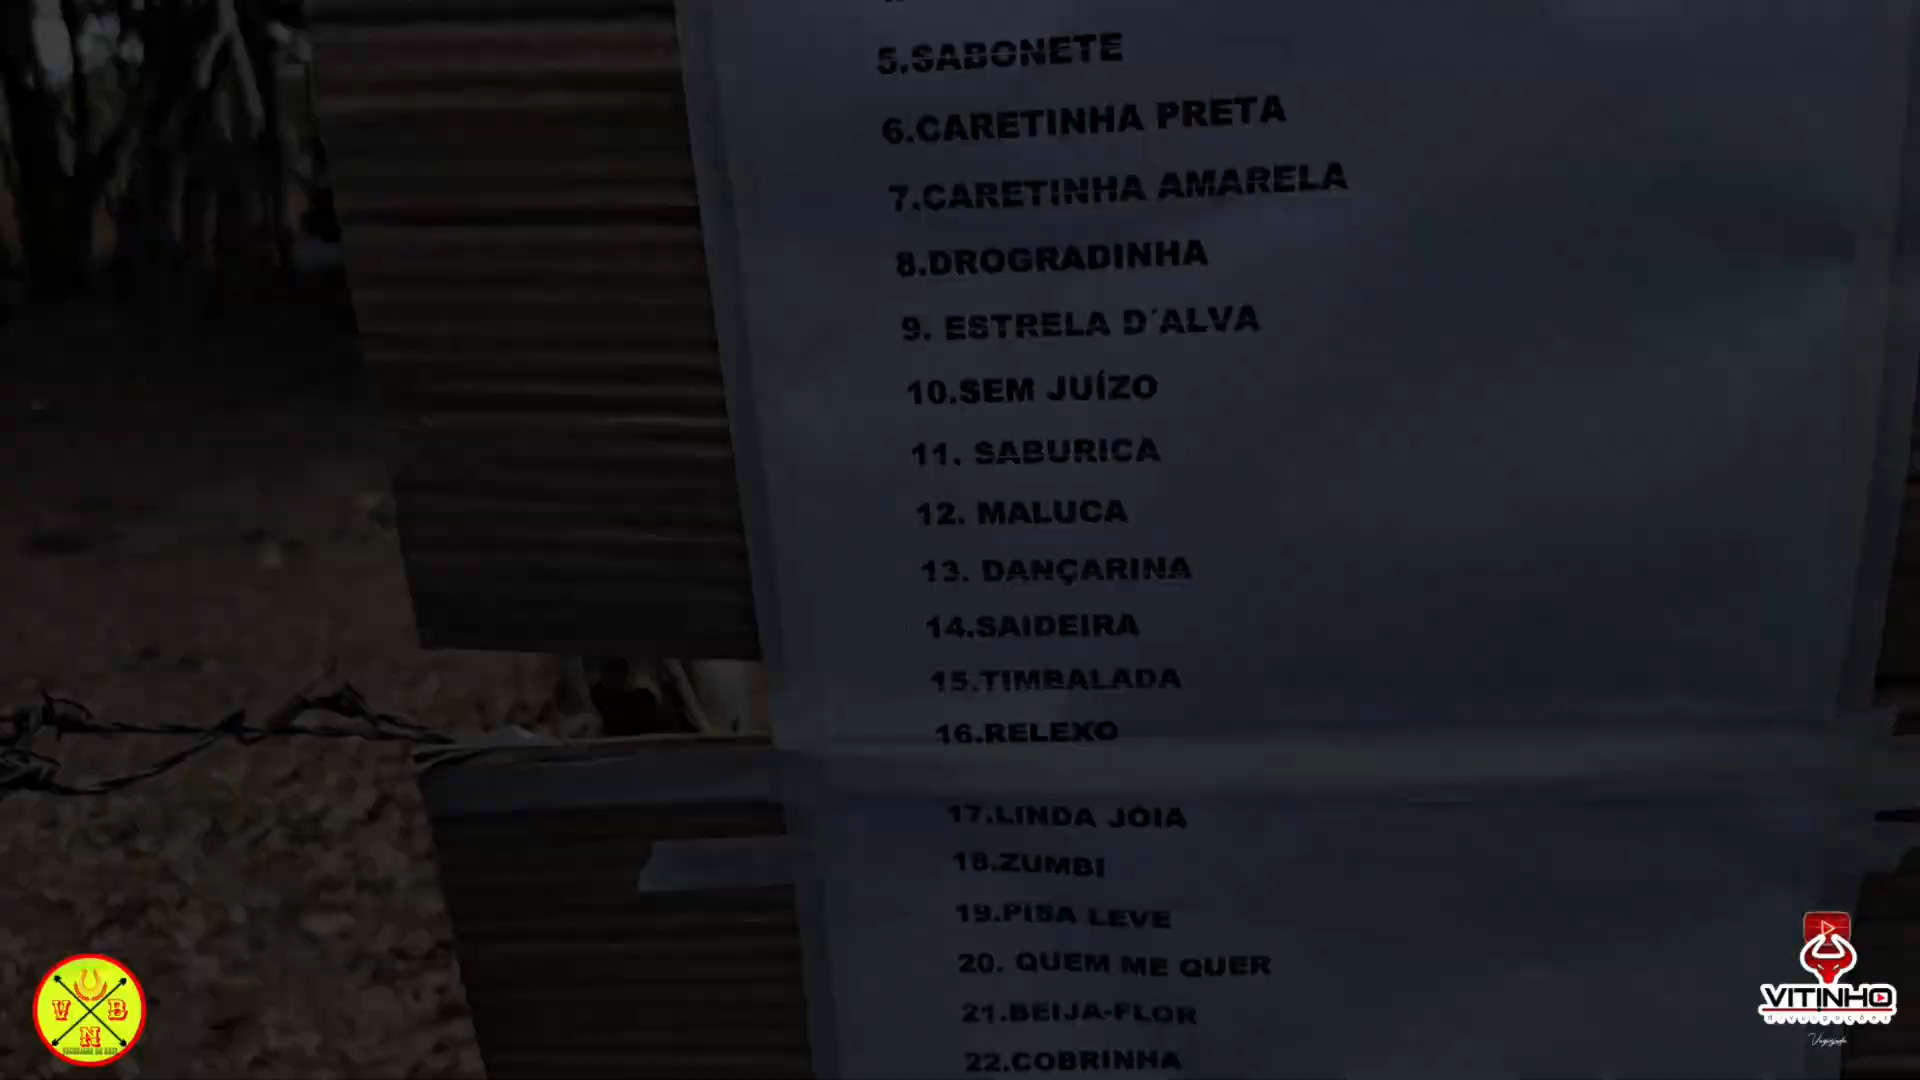 5.SABONETE
6.CARETINHA PRETA
7.CARETINHA AMARELA
8.DROGRADINHA
9. ESTRELA D´ALVA
10.SEM JUÍZO
11. SABURICA
12. MALUCA
13. DANÇARINA
14.SAIDEIRA
15.TIMBALADA
16.RELEXO
17.LINDA JÓIA
18.ZUMBI
19.PISA LEVE
20. QUEM ME QUER
21.BEIJA-FLOR
22.COBRINHA
V B
N
VITINHO
divulgações